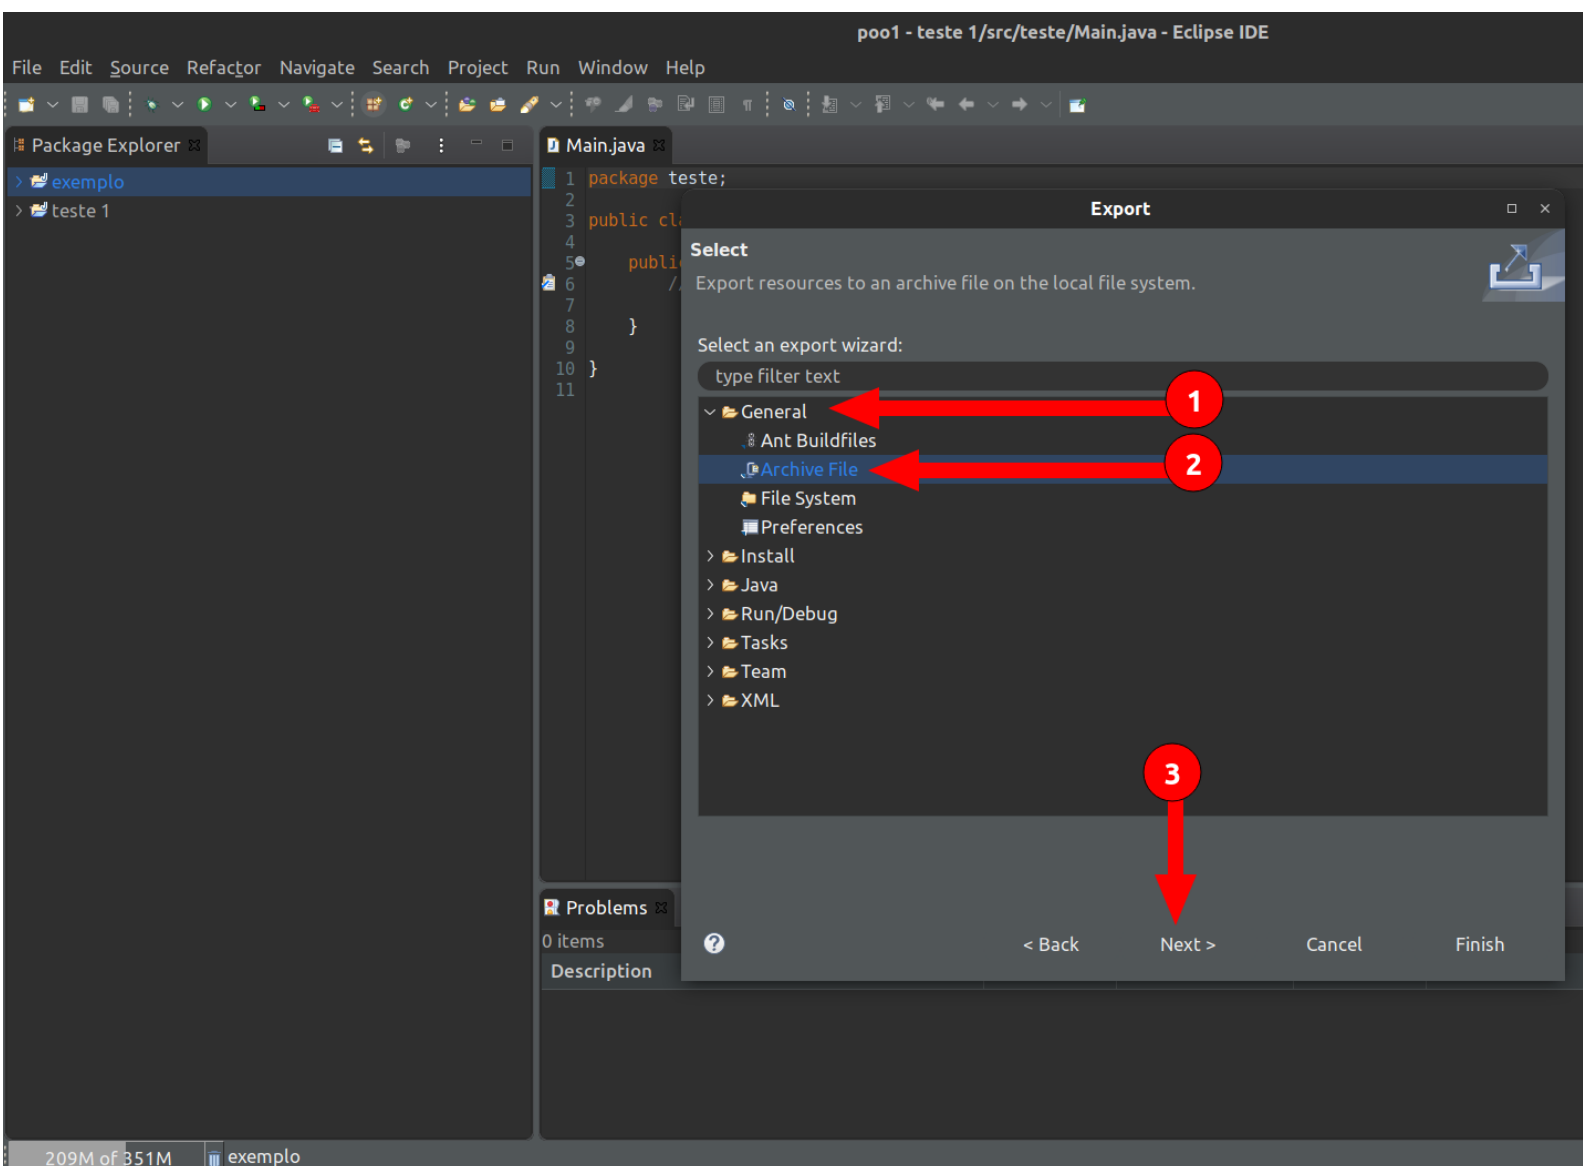 poo1 - teste 1/src/teste/Main.java - Eclipse IDE
File Edit Source Refactor Navigate Search Project Run Window Help
Package Explorer
exemplo
teste 1
Main.java
1 package teste;
2
3 public cl
4
5 publi
6 //
7
8 }
9
10 }
11
Export
Select
Export resources to an archive file on the local file system.
Select an export wizard:
type filter text
General
1
Ant Buildfiles
Archive File
2
File System
Preferences
Install
Java
Run/Debug
Tasks
Team
XML
3
< Back Next > Cancel Finish
Problems
0 items
Description
209M of 351M
exemplo